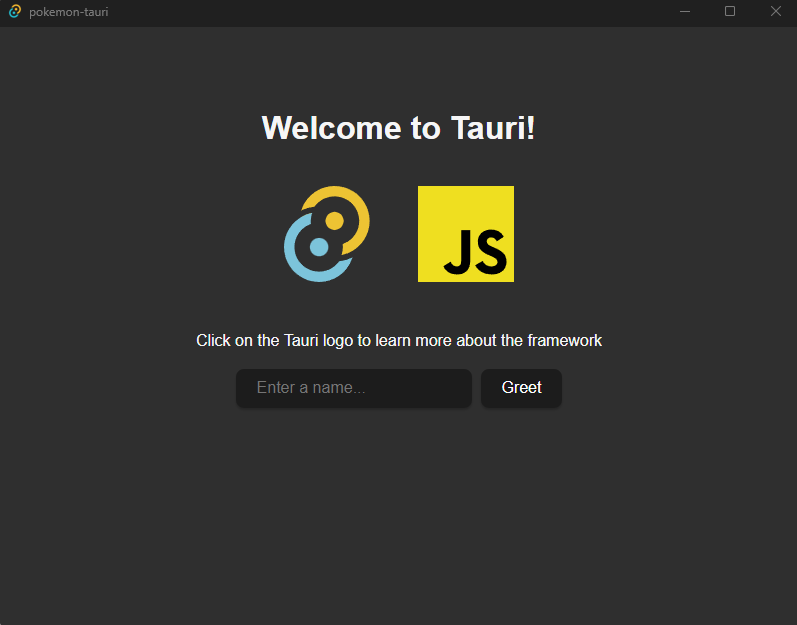 pokemon-tauri
Welcome to Tauri!
JS
Click on the Tauri logo to learn more about the framework
Enter a name... Greet